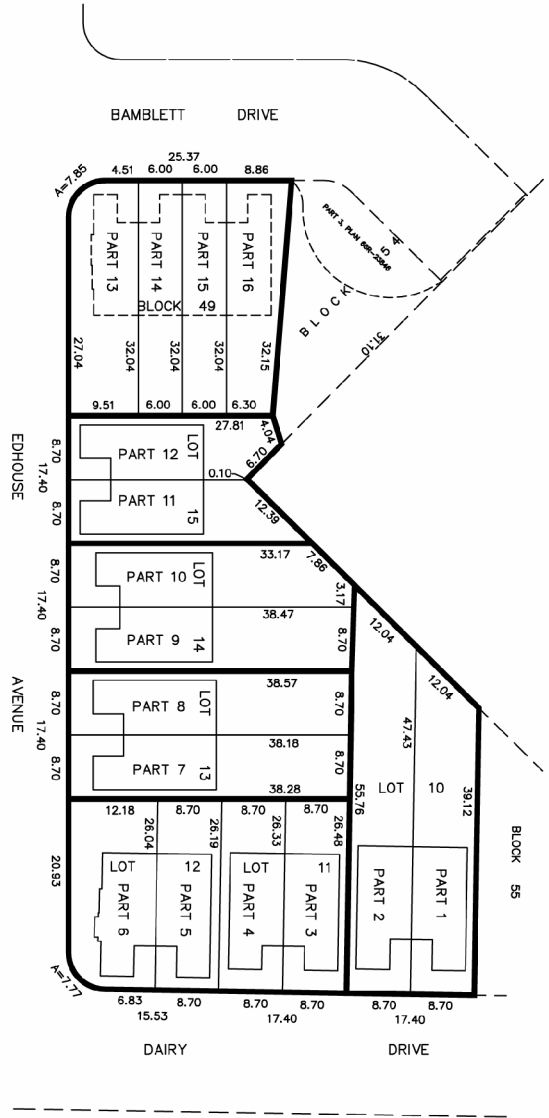 BAMBLETT DRIVE
25.37
A=7.85 4.51 6.00 6.00 8.86
PART 13 PART 14 PART 15 PART 16
BLOCK 49
PART 3, PLAN 66R-23846
BLOCK 54
31.10
27.04 32.04 32.04 32.04 32.15
9.51 6.00 6.00 6.30
27.81 4.04
6.70
EDHOUSE AVENUE
8.70 17.40 8.70
PART 12
PART 11
LOT 15
0.10
12.39
33.17 7.86
8.70 17.40 8.70
PART 10
PART 9
LOT 14
38.47
3.17
8.70
12.04
12.04
38.57
8.70 17.40 8.70
PART 8
PART 7
LOT 13
38.18
8.70
8.70
38.28
47.43
LOT 10
55.76
39.12
BLOCK 55
12.18 8.70 8.70 8.70
26.04 26.19 26.33 26.48
20.93
LOT 12 LOT 11
PART 6 PART 5 PART 4 PART 3 PART 2 PART 1
A=7.77
6.83 8.70 8.70 8.70 8.70 8.70
15.53 17.40 17.40
DAIRY DRIVE